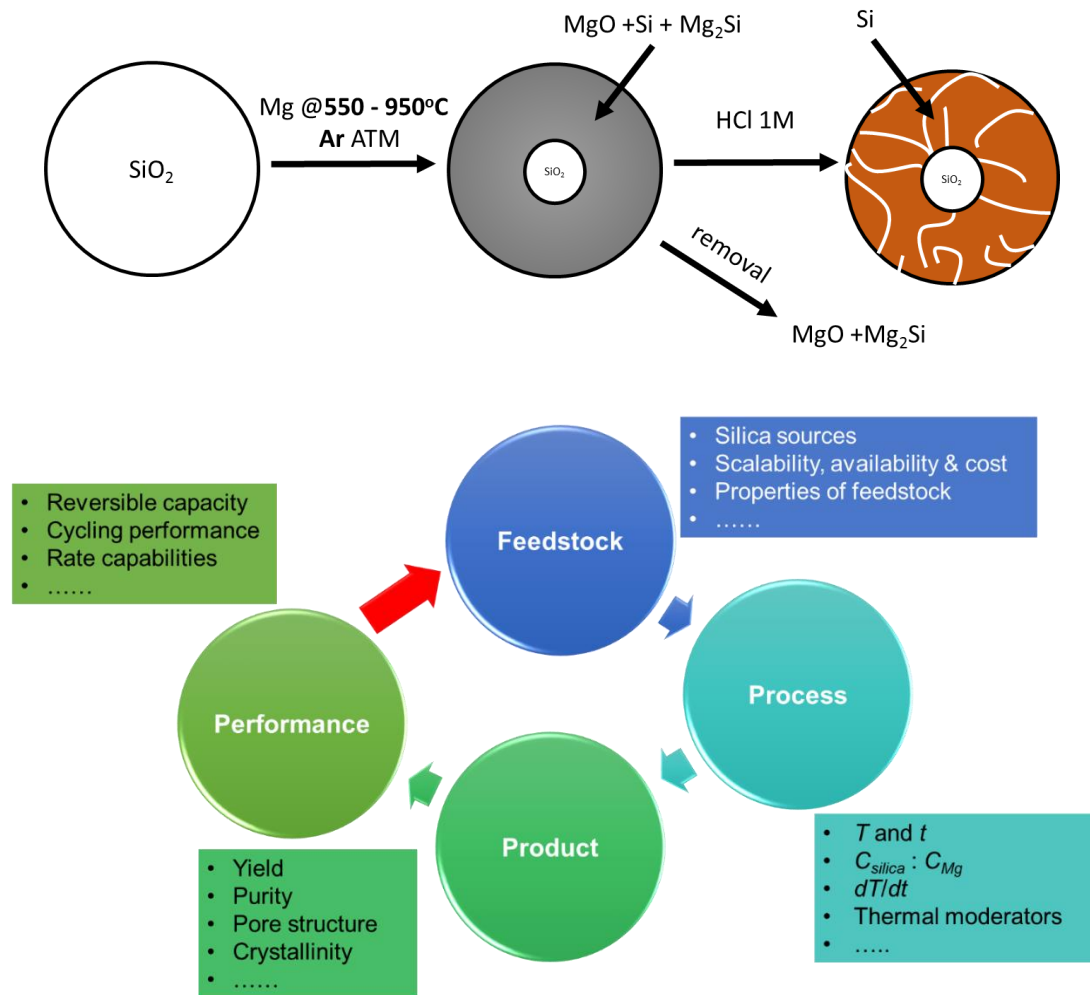 MgO +Si + Mg₂Si
Si
Mg @550 - 950ºC
Ar ATM
HCl 1M
SiO₂
SiO₂
SiO₂
removal
MgO +Mg₂Si
• Silica sources
• Scalability, availability & cost
• Properties of feedstock
• ……
• Reversible capacity
• Cycling performance
• Rate capabilities
• ……
Feedstock
Performance
Process
Product
• T and t
• C_silica : C_Mg
• dT/dt
• Thermal moderators
• …..
• Yield
• Purity
• Pore structure
• Crystallinity
• ……